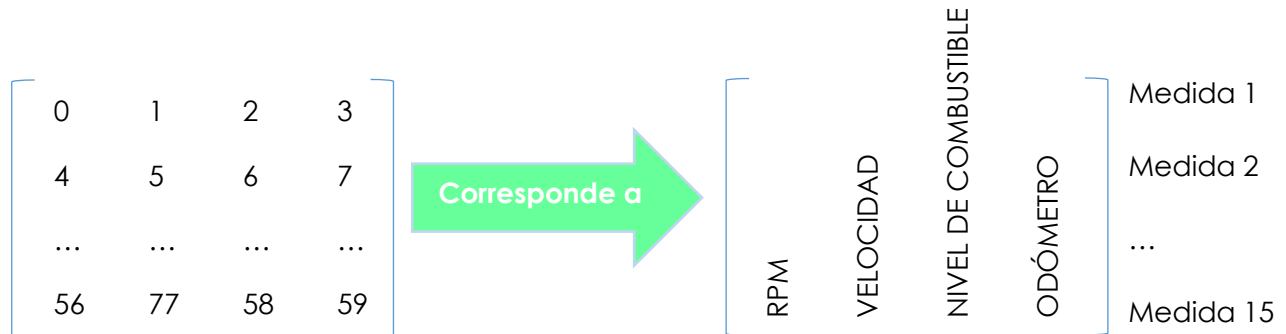 0 1 2 3
4 5 6 7
... ... ... ...
56 77 58 59
Corresponde a
RPM
VELOCIDAD
NIVEL DE COMBUSTIBLE
ODÓMETRO
Medida 1
Medida 2
...
Medida 15